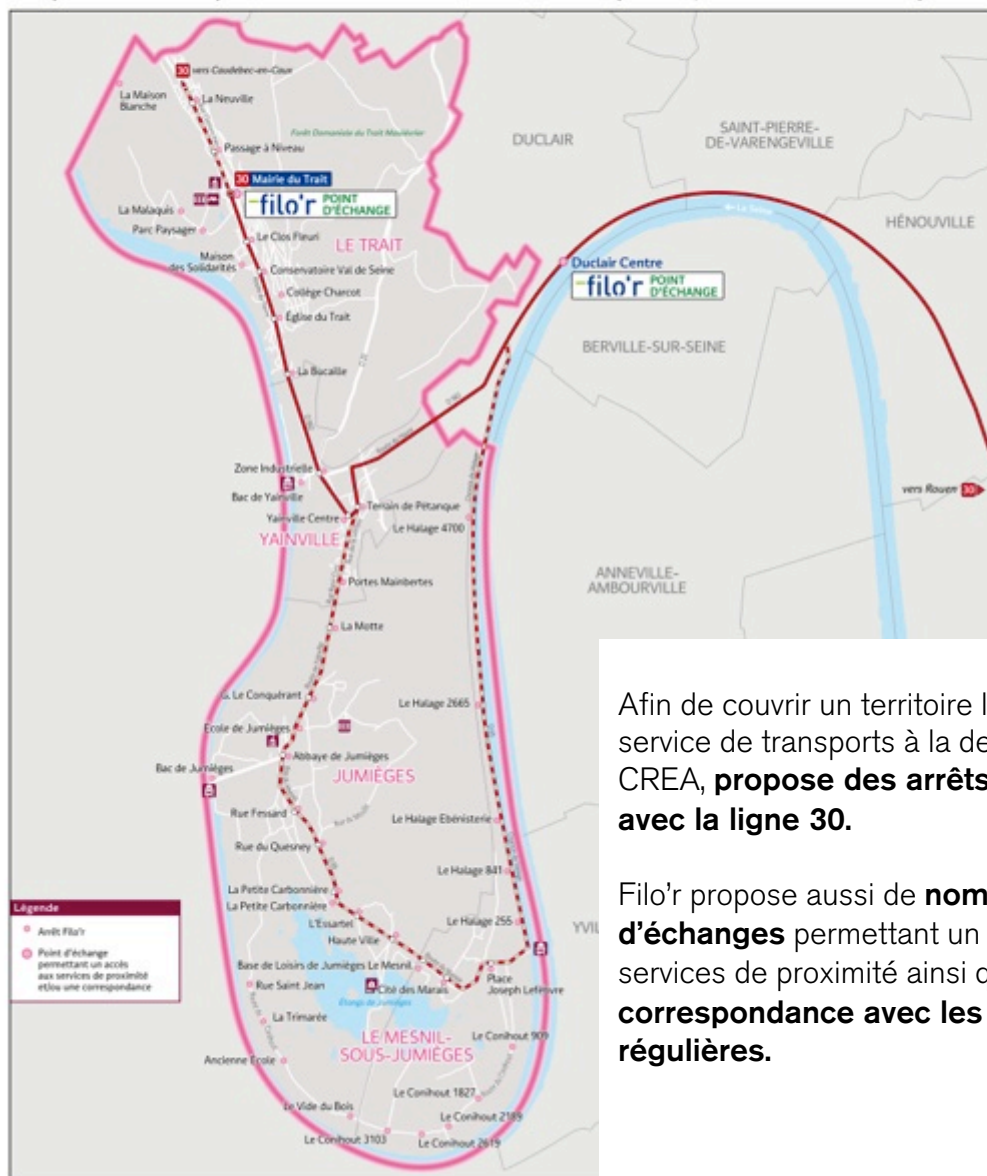 30 vers Caudebec-en-Caux
La Maison
Blanche
La Neuville
Forêt Domaniale du Trait Maulévrier
Passage à Niveau
30 Mairie du Trait
filo'r POINT
D'ÉCHANGE
La Malaquis
Parc Paysager
Le Clos Fleuri
LE TRAIT
Maison
des Solidarités
Conservatoire Val de Seine
Collège Charcot
Église du Trait
La Bucaille
DUCLAIR
SAINT-PIERRE-
DE-VARENGEVILLE
La Seine
HÉNOUVILLE
Duclair Centre
filo'r POINT
D'ÉCHANGE
BERVILLE-SUR-SEINE
Zone Industrielle
Bac de Yainville
Yainville Centre
Terrain de Pétanque
YAINVILLE
Le Halage 4700
vers Rouen 30
Portes Mainbertes
ANNEVILLE-
AMBOURVILLE
La Motte
G. Le Conquérant
Le Halage 2665
Ecole de Jumièges
Abbaye de Jumièges
Bac de Jumièges
JUMIÈGES
Rue Fessard
Le Halage Ebénisterie
Rue du Quesney
Le Halage 841
La Petite Carbonnière
La Petite Carbonnière
L'Essartel
Le Halage 255
YVIL
Haute Ville
Base de Loisirs de Jumièges Le Mesnil
Place
Joseph Lefèvre
Rue Saint Jean
Cité des Marais
Étangs de Jumièges
La Trimarée
LE MESNIL-
SOUS-JUMIÈGES
Le Conihout 909
Ancienne Ecole
Le Conihout 1827
Le Vide du Bois
Le Conihout 2189
Le Conihout 3103
Le Conihout 2619
Légende
Arrêt Filo'r
Point d'échange
permettant un accès
aux services de proximité
et/ou une correspondance
Afin de couvrir un territoire l
service de transports à la de
CREA, propose des arrêts
avec la ligne 30.
Filo'r propose aussi de nom
d'échanges permettant un
services de proximité ainsi
correspondance avec les
régulières.